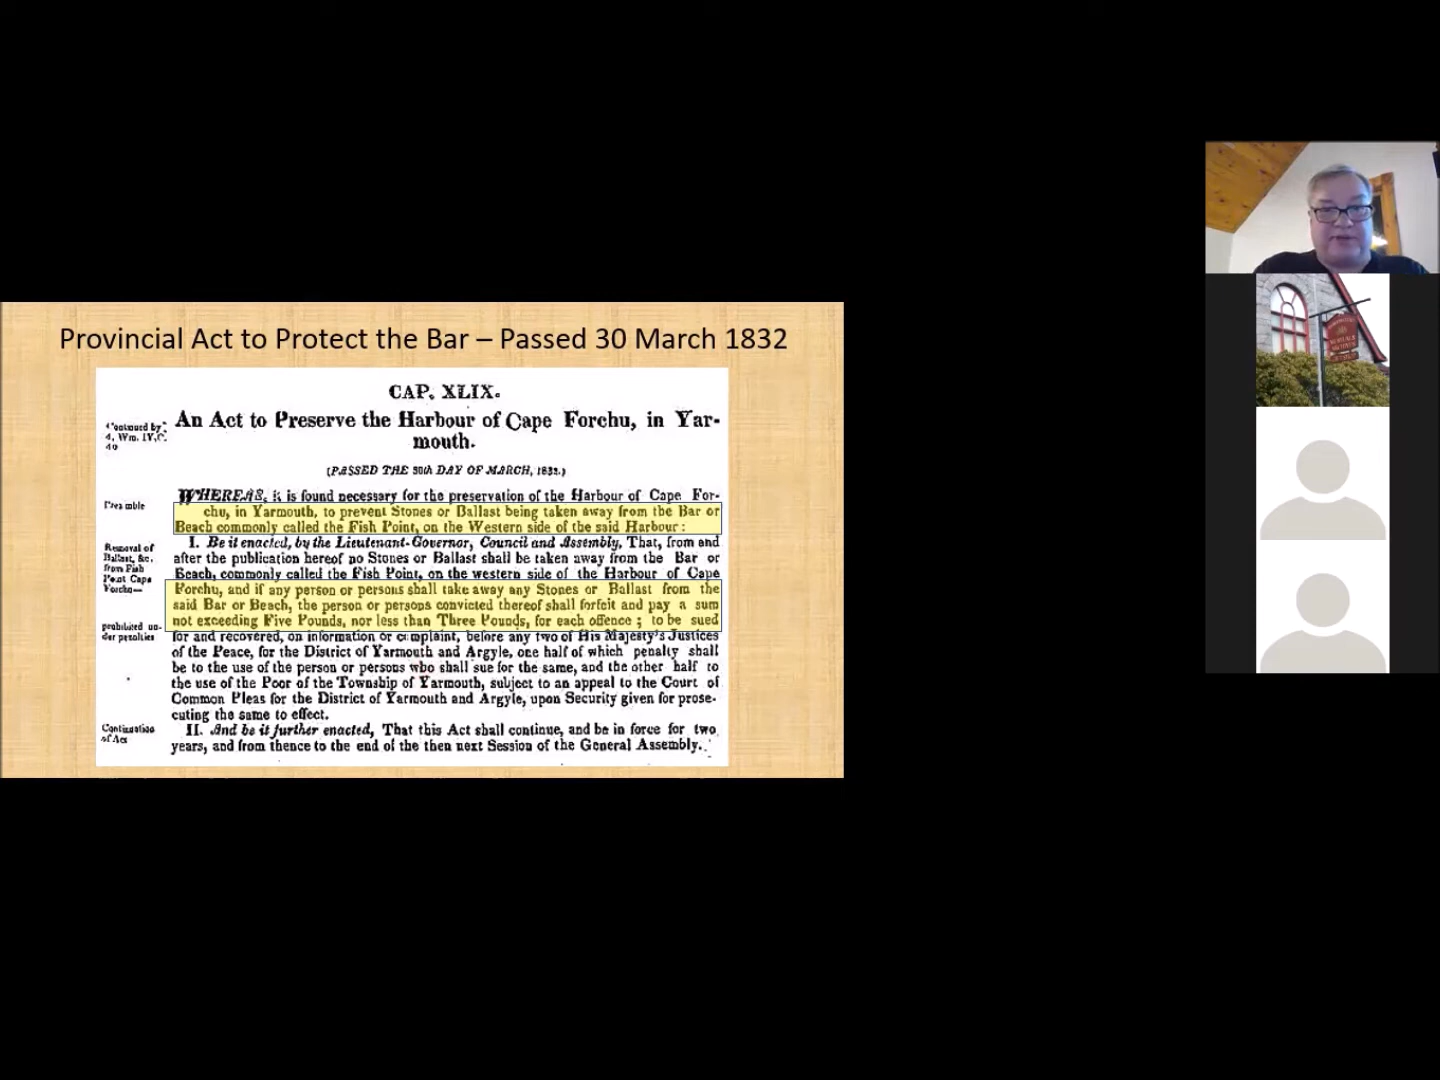 Provincial Act to Protect the Bar – Passed 30 March 1832
CAP. XLIX.
An Act to Preserve the Harbour of Cape Forchu, in Yar-
mouth.
Continued by
4, Wm. IV, C.
40
(PASSED THE 30th DAY OF MARCH, 1832.)
Preamble
WHEREAS, it is found necessary for the preservation of the Harbour of Cape For-
chu, in Yarmouth, to prevent Stones or Ballast being taken away from the Bar or
Beach commonly called the Fish Point, on the Western side of the said Harbour:
Removal of
Ballast, &c.
from Fish
Point Cape
Forchu—
I. Be it enacted, by the Lieutenant-Governor, Council and Assembly, That, from and
after the publication hereof no Stones or Ballast shall be taken away from the Bar or
Beach, commonly called the Fish Point, on the western side of the Harbour of Cape
Forchu, and if any person or persons shall take away any Stones or Ballast from the
said Bar or Beach, the person or persons convicted thereof shall forfeit and pay a sum
not exceeding Five Pounds, nor less than Three Pounds, for each offence; to be sued
prohibited un-
der penalties
for and recovered, on information or complaint, before any two of His Majesty's Justices
of the Peace, for the District of Yarmouth and Argyle, one half of which penalty shall
be to the use of the person or persons who shall sue for the same, and the other half to
the use of the Poor of the Township of Yarmouth, subject to an appeal to the Court of
Common Pleas for the District of Yarmouth and Argyle, upon Security given for prose-
cuting the same to effect.
Continuation
of Act
II. And be it further enacted, That this Act shall continue, and be in force for two
years, and from thence to the end of the then next Session of the General Assembly.